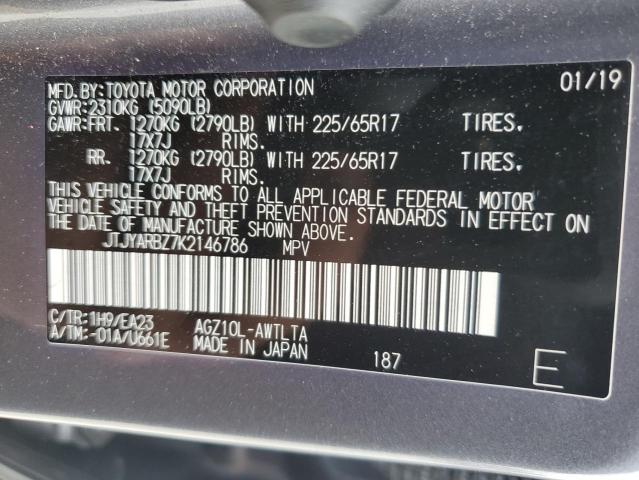 MFD.BY:TOYOTA MOTOR CORPORATION 01/19
GVWR:2310KG (5090LB)
GAWR:FRT. 1270KG (2790LB) WITH 225/65R17 TIRES.
17X7J RIMS.
RR. 1270KG (2790LB) WITH 225/65R17 TIRES.
17X7J RIMS.
THIS VEHICLE CONFORMS TO ALL APPLICABLE FEDERAL MOTOR
VEHICLE SAFETY AND THEFT PREVENTION STANDARDS IN EFFECT ON
THE DATE OF MANUFACTURE SHOWN ABOVE.
JTJYARBZ7K2146786 MPV
C/TR:1H9/EA23 AGZ10L-AWTLTA
A/TM:-01A/U661E MADE IN JAPAN 187 E